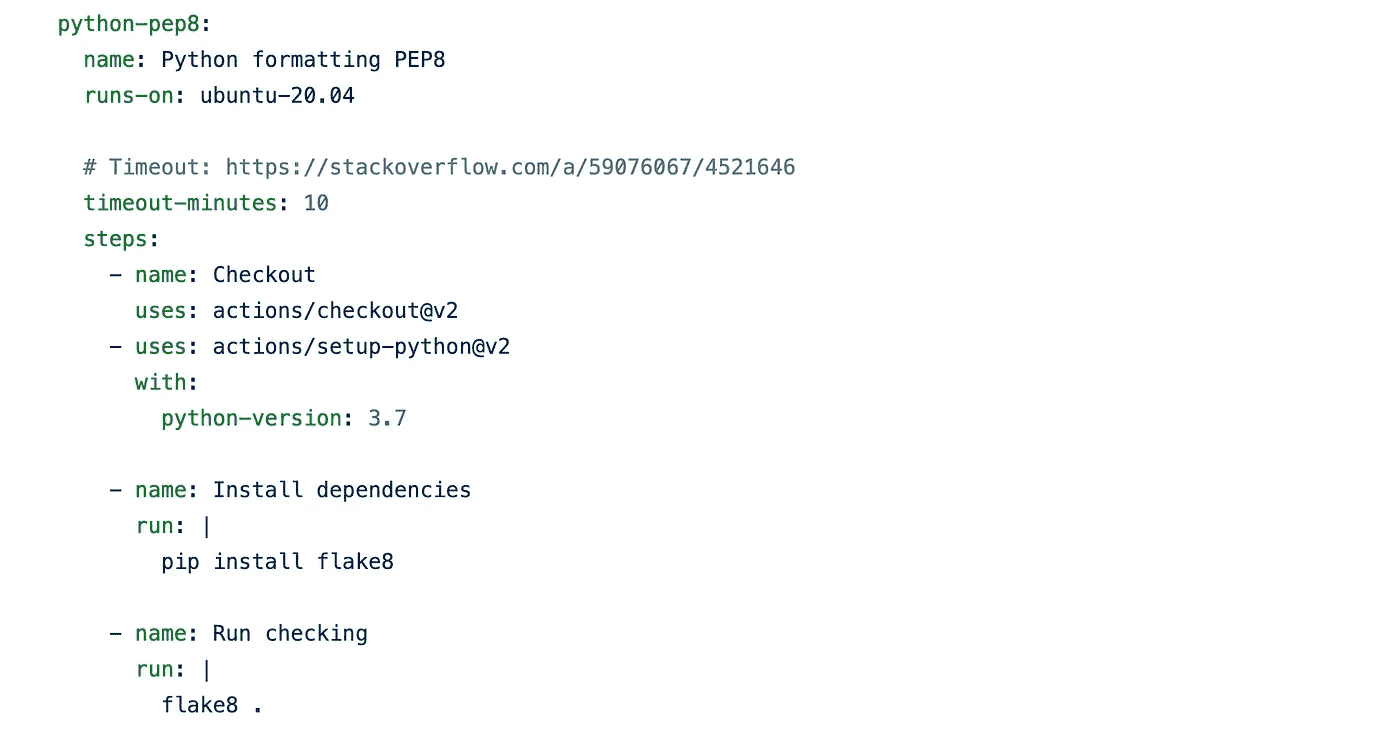 python-pep8:
name: Python formatting PEP8
runs-on: ubuntu-20.04
# Timeout: https://stackoverflow.com/a/59076067/4521646
timeout-minutes: 10
steps:
- name: Checkout
uses: actions/checkout@v2
- uses: actions/setup-python@v2
with:
python-version: 3.7
- name: Install dependencies
run: |
pip install flake8
- name: Run checking
run: |
flake8 .